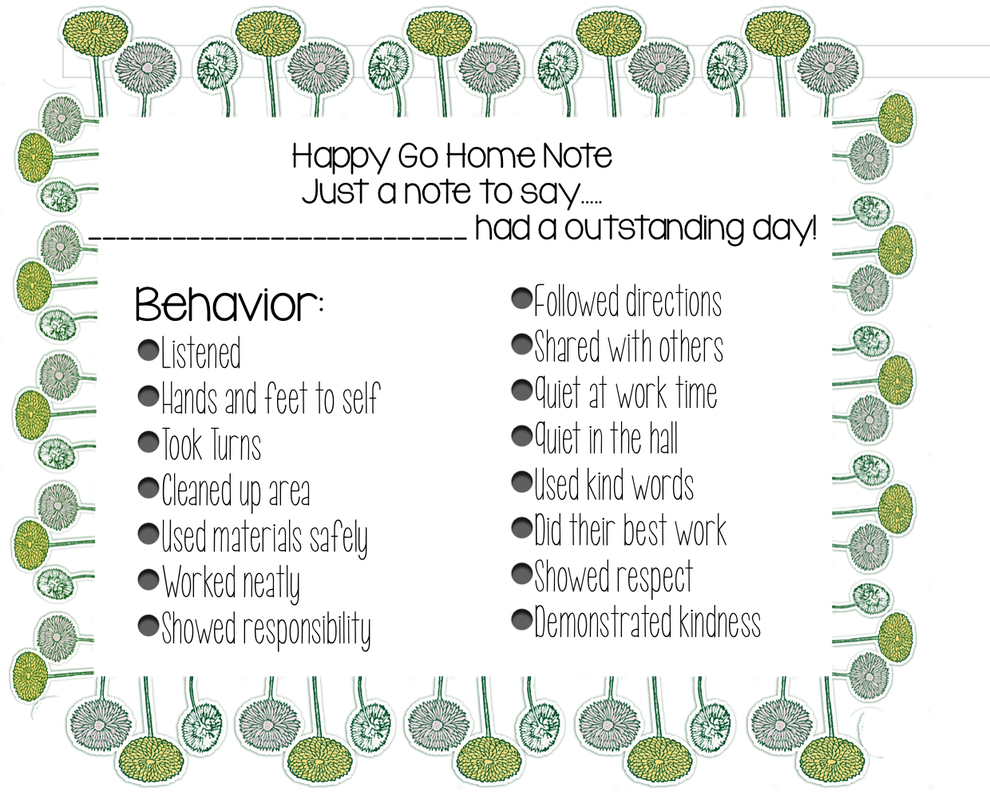 Happy Go Home Note
Just a note to say.....
___________________________ had a outstanding day!
Behavior:
Listened
Hands and feet to self
Took Turns
Cleaned up area
Used materials safely
Worked neatly
Showed responsibility
Followed directions
Shared with others
Quiet at work time
Quiet in the hall
Used kind words
Did their best work
Showed respect
Demonstrated kindness